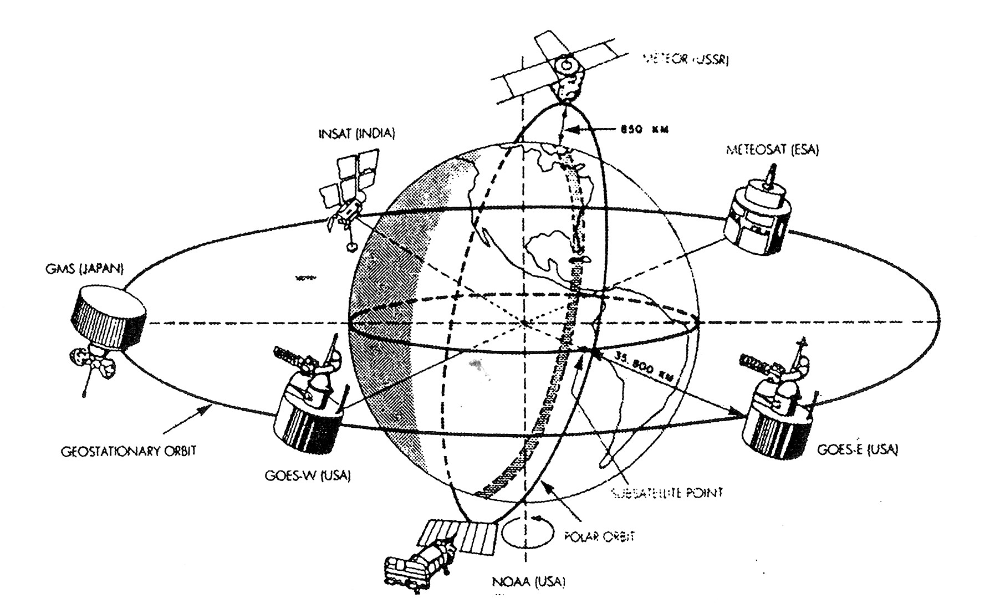 METEOR (USSR)
850 KM
INSAT (INDIA)
METEOSAT (ESA)
GMS (JAPAN)
35,800 KM
GEOSTATIONARY ORBIT
GOES-E (USA)
GOES-W (USA)
SUBSATELLITE POINT
POLAR ORBIT
NOAA (USA)